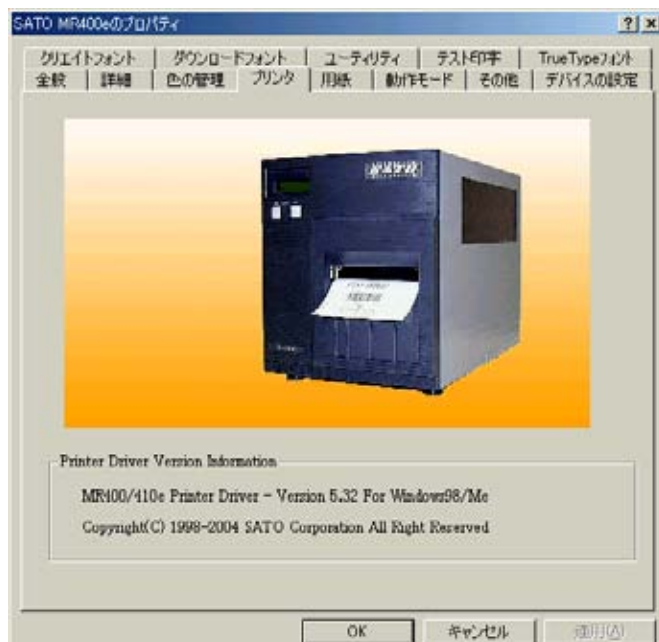 SATO MR400eのプロパティ
クリエイトフォント ダウンロードフォント ユーティリティ テスト印字 TrueTypeフォント
全般 詳細 色の管理 プリンタ 用紙 動作モード その他 デバイスの設定
Printer Driver Version Information
MR400/410e Printer Driver - Version 5.32 For Windows98/Me
Copyright(C) 1998-2004 SATO Corporation All Right Reserved
OK キャンセル 適用(A)